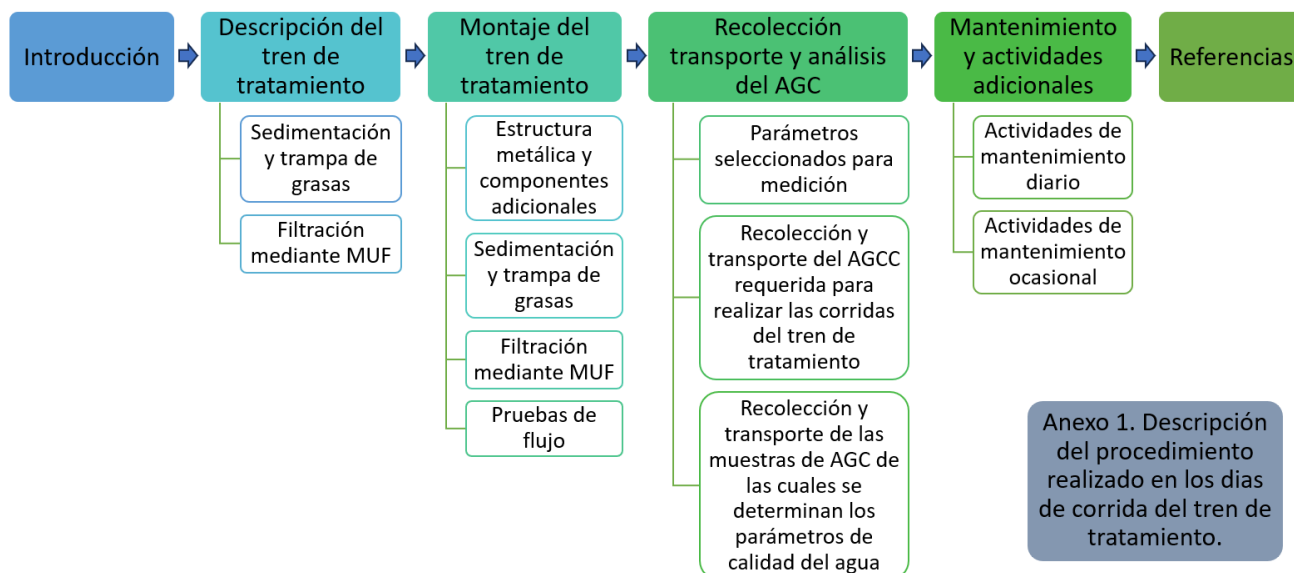 Introducción
Descripción del
tren de
tratamiento
Sedimentación
y trampa de
grasas
Filtración
mediante MUF
Montaje del
tren de
tratamiento
Estructura
metálica y
componentes
adicionales
Sedimentación
y trampa de
grasas
Filtración
mediante MUF
Pruebas de
flujo
Recolección
transporte y análisis
del AGC
Parámetros
seleccionados para
medición
Recolección y
transporte del AGCC
requerida para
realizar las corridas
del tren de
tratamiento
Recolección y
transporte de las
muestras de AGC de
las cuales se
determinan los
parámetros de
calidad del agua
Mantenimiento
y actividades
adicionales
Actividades de
mantenimiento
diario
Actividades de
mantenimiento
ocasional
Referencias
Anexo 1. Descripción
del procedimiento
realizado en los dias
de corrida del tren de
tratamiento.